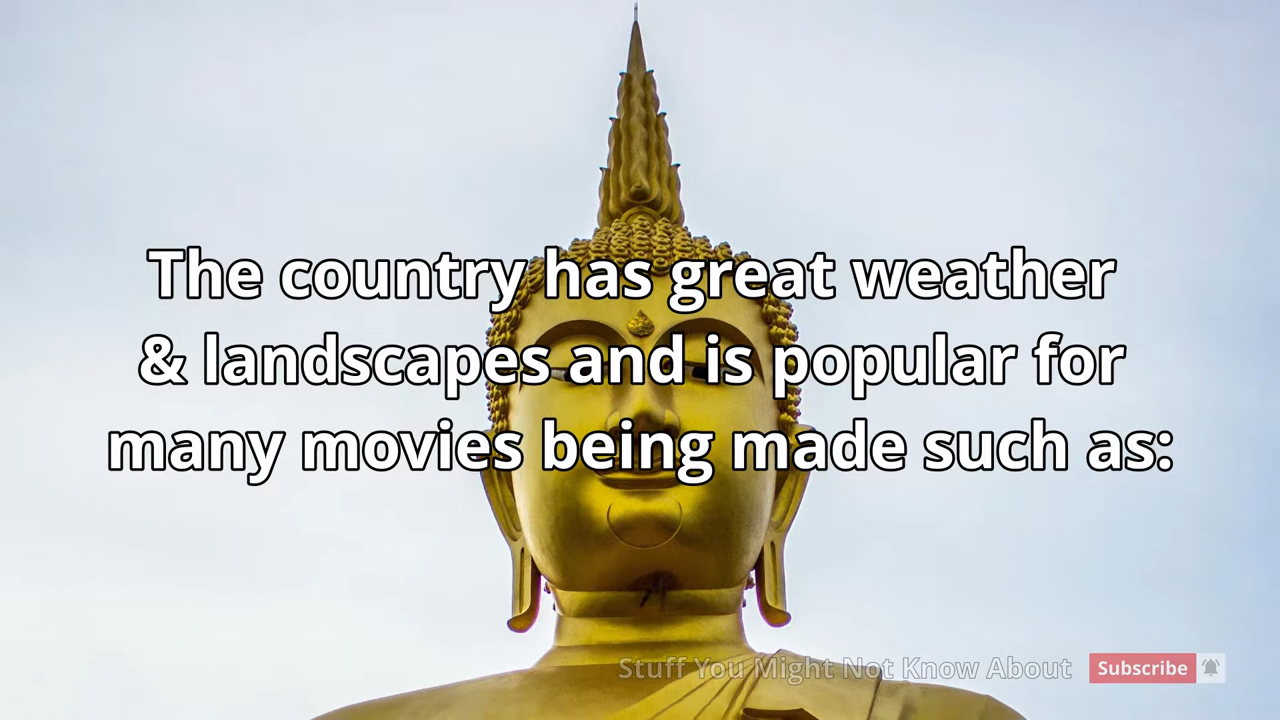 The country has great weather
& landscapes and is popular for
many movies being made such as:
Stuff You Might Not Know About
Subscribe